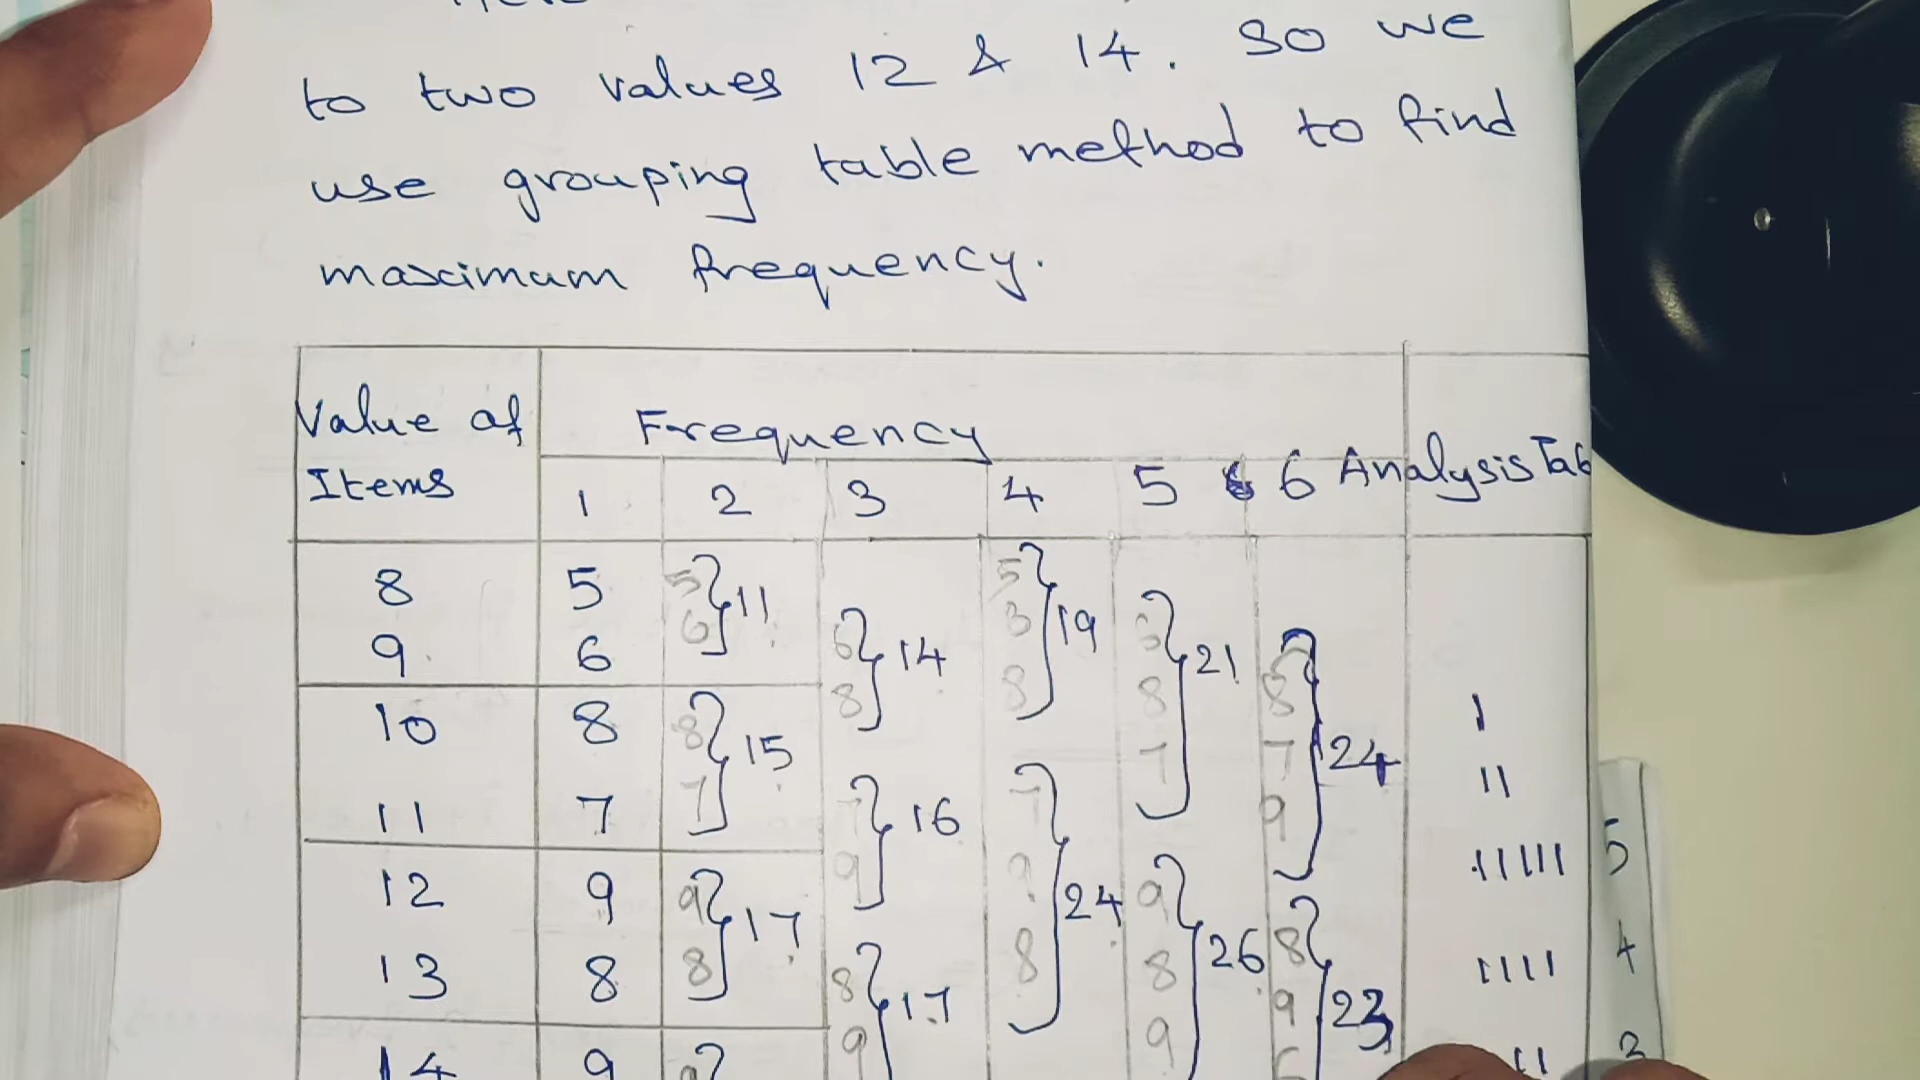 to two values 12 & 14. So we
use grouping table method to find
maximum frequency.
Value of Items Frequency Analysis Tab
1 2 3 4 5 6
8 5 5 6 } 11 5 3 8 } 19
9 6 6 8 } 14 8 7 } 21
10 8 8 7 } 15 8 7 9 } 24 |
11 7 7 9 } 16 7 9 8 } 24 ||
12 9 9 8 } 17 9 8 9 } 26 ||||| 5
13 8 8 9 } 17 8 9 6 } 23 |||| 4
14 9 9 || 3